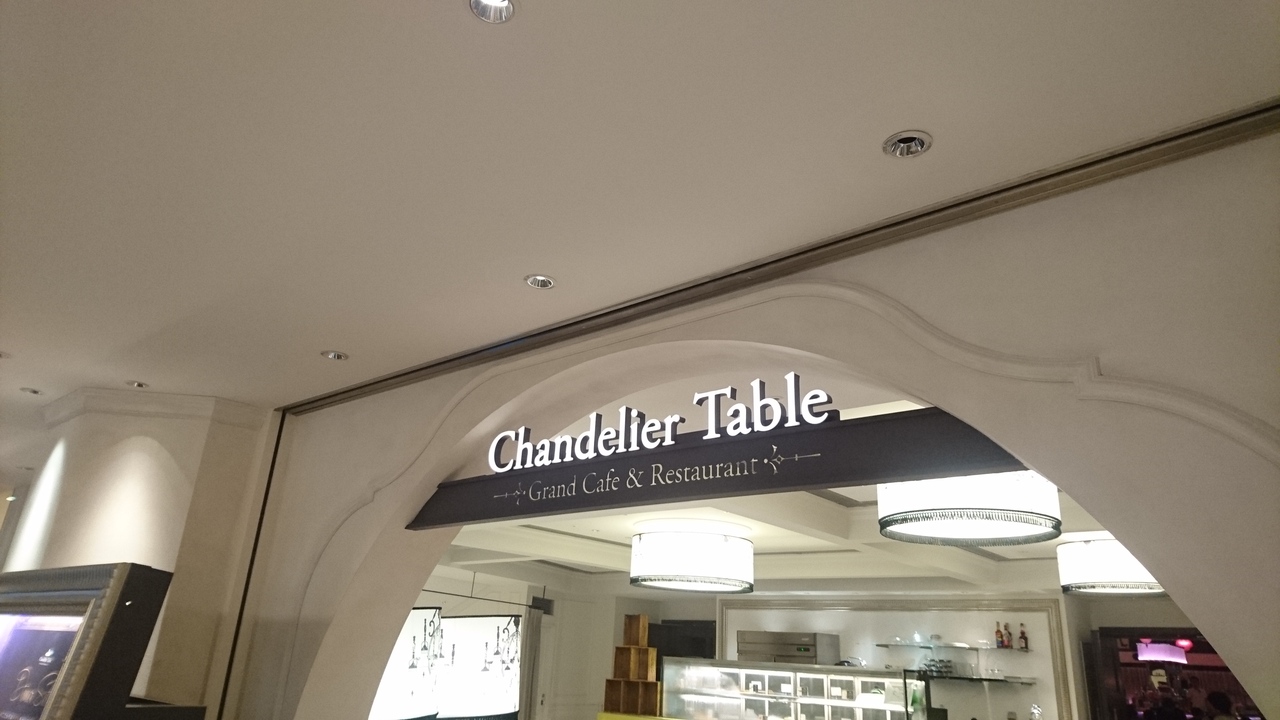 Chandelier Table
Grand Cafe & Restaurant